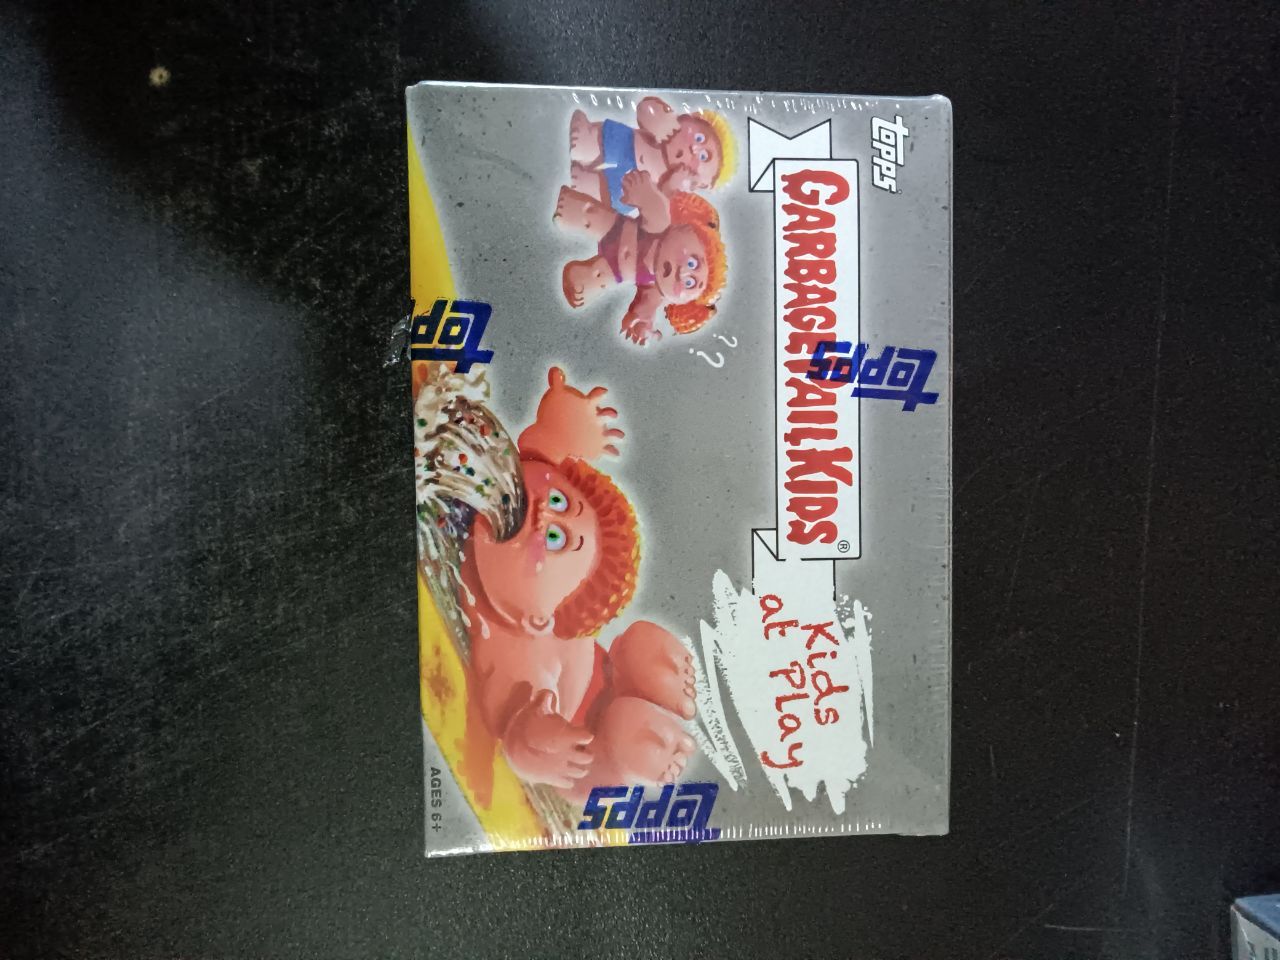 topps
GARBAGE PAIL KIDS®
Kids
at Play
topps
topps
topps
? ?
AGES 6+